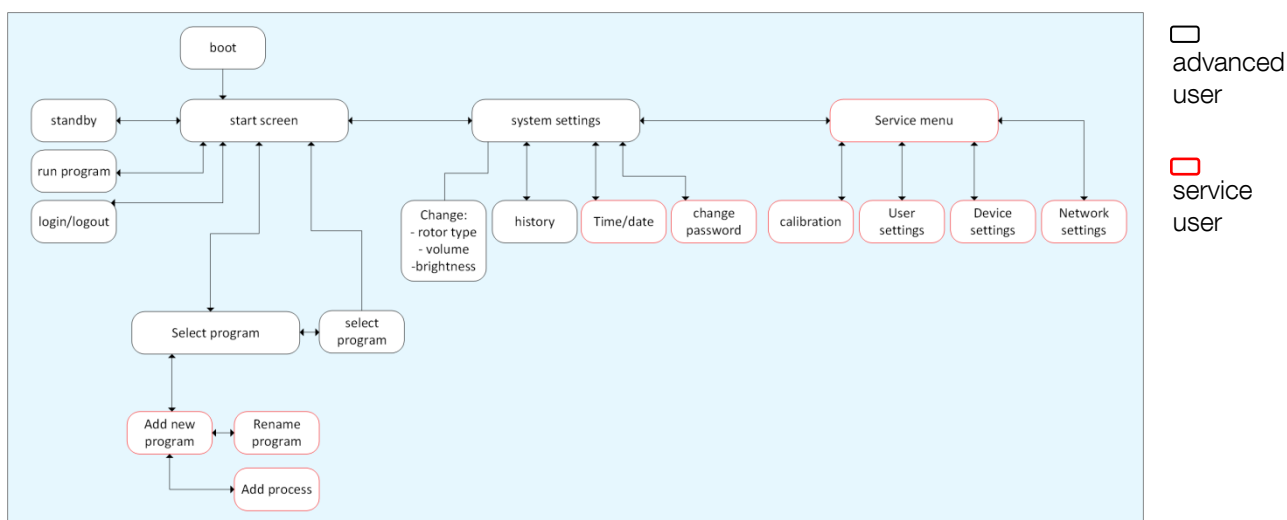 boot
standby
start screen
system settings
Service menu
run program
login/logout
Change:
- rotor type
- volume
-brightness
history
Time/date
change
password
calibration
User
settings
Device
settings
Network
settings
Select program
select
program
Add new
program
Rename
program
Add process
advanced
user
service
user